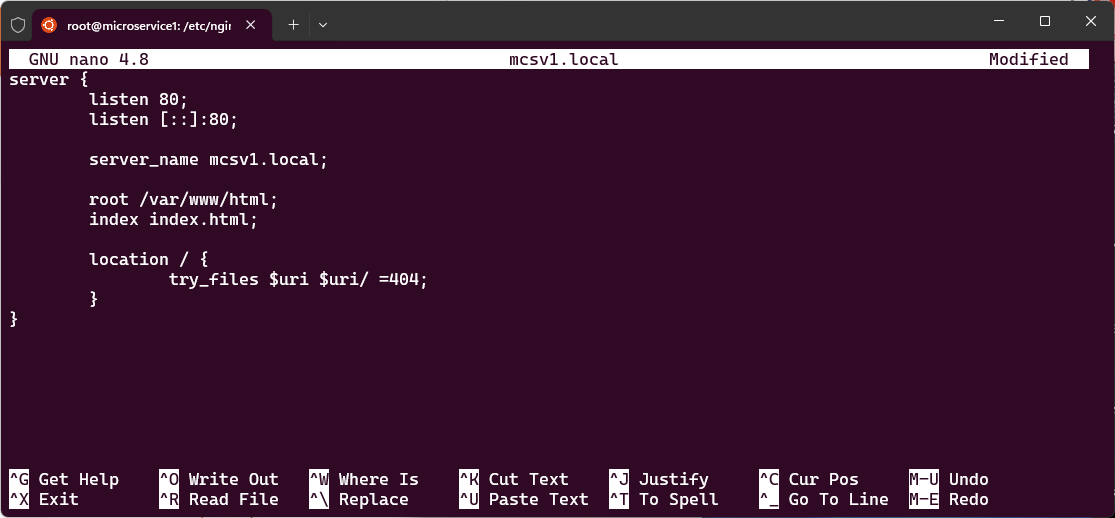 root@microservice1: /etc/ngin
GNU nano 4.8 mcsv1.local Modified
server {
        listen 80;
        listen [::]:80;

        server_name mcsv1.local;

        root /var/www/html;
        index index.html;

        location / {
                try_files $uri $uri/ =404;
        }
}
^G Get Help ^O Write Out ^W Where Is ^K Cut Text ^J Justify ^C Cur Pos M-U Undo
^X Exit ^R Read File ^\ Replace ^U Paste Text ^T To Spell ^_ Go To Line M-E Redo